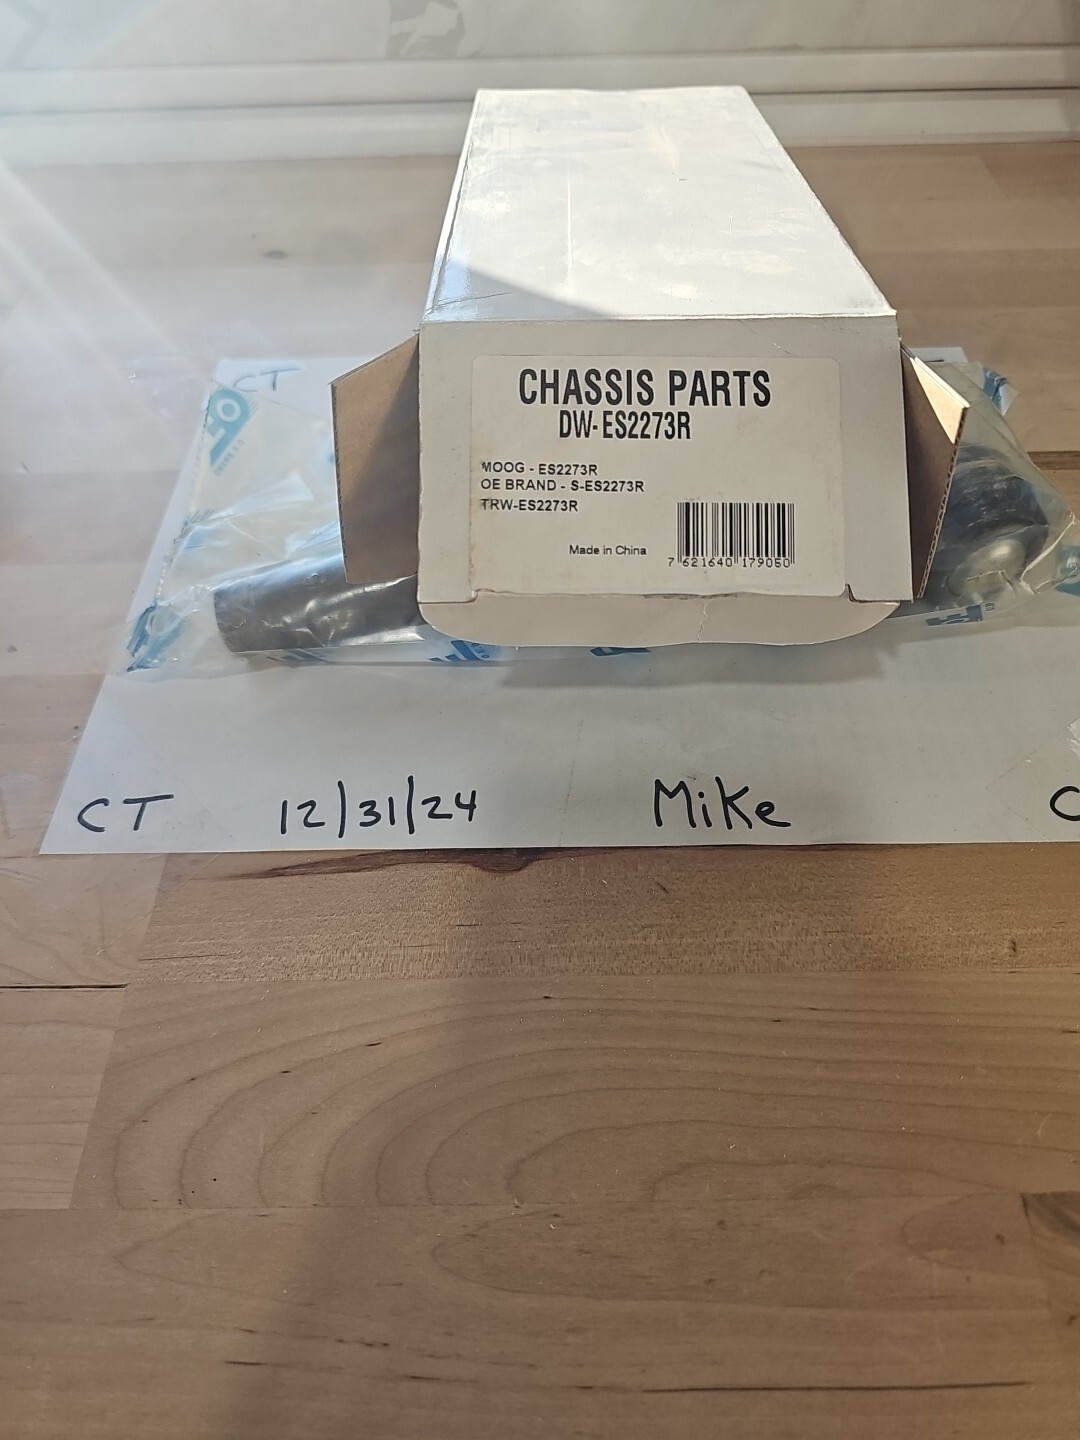 CT
CHASSIS PARTS
DW-ES2273R
MOOG - ES2273R
OE BRAND - S-ES2273R
TRW-ES2273R
Made in China
7 621640 179050
CT 12/31/24 Mike C